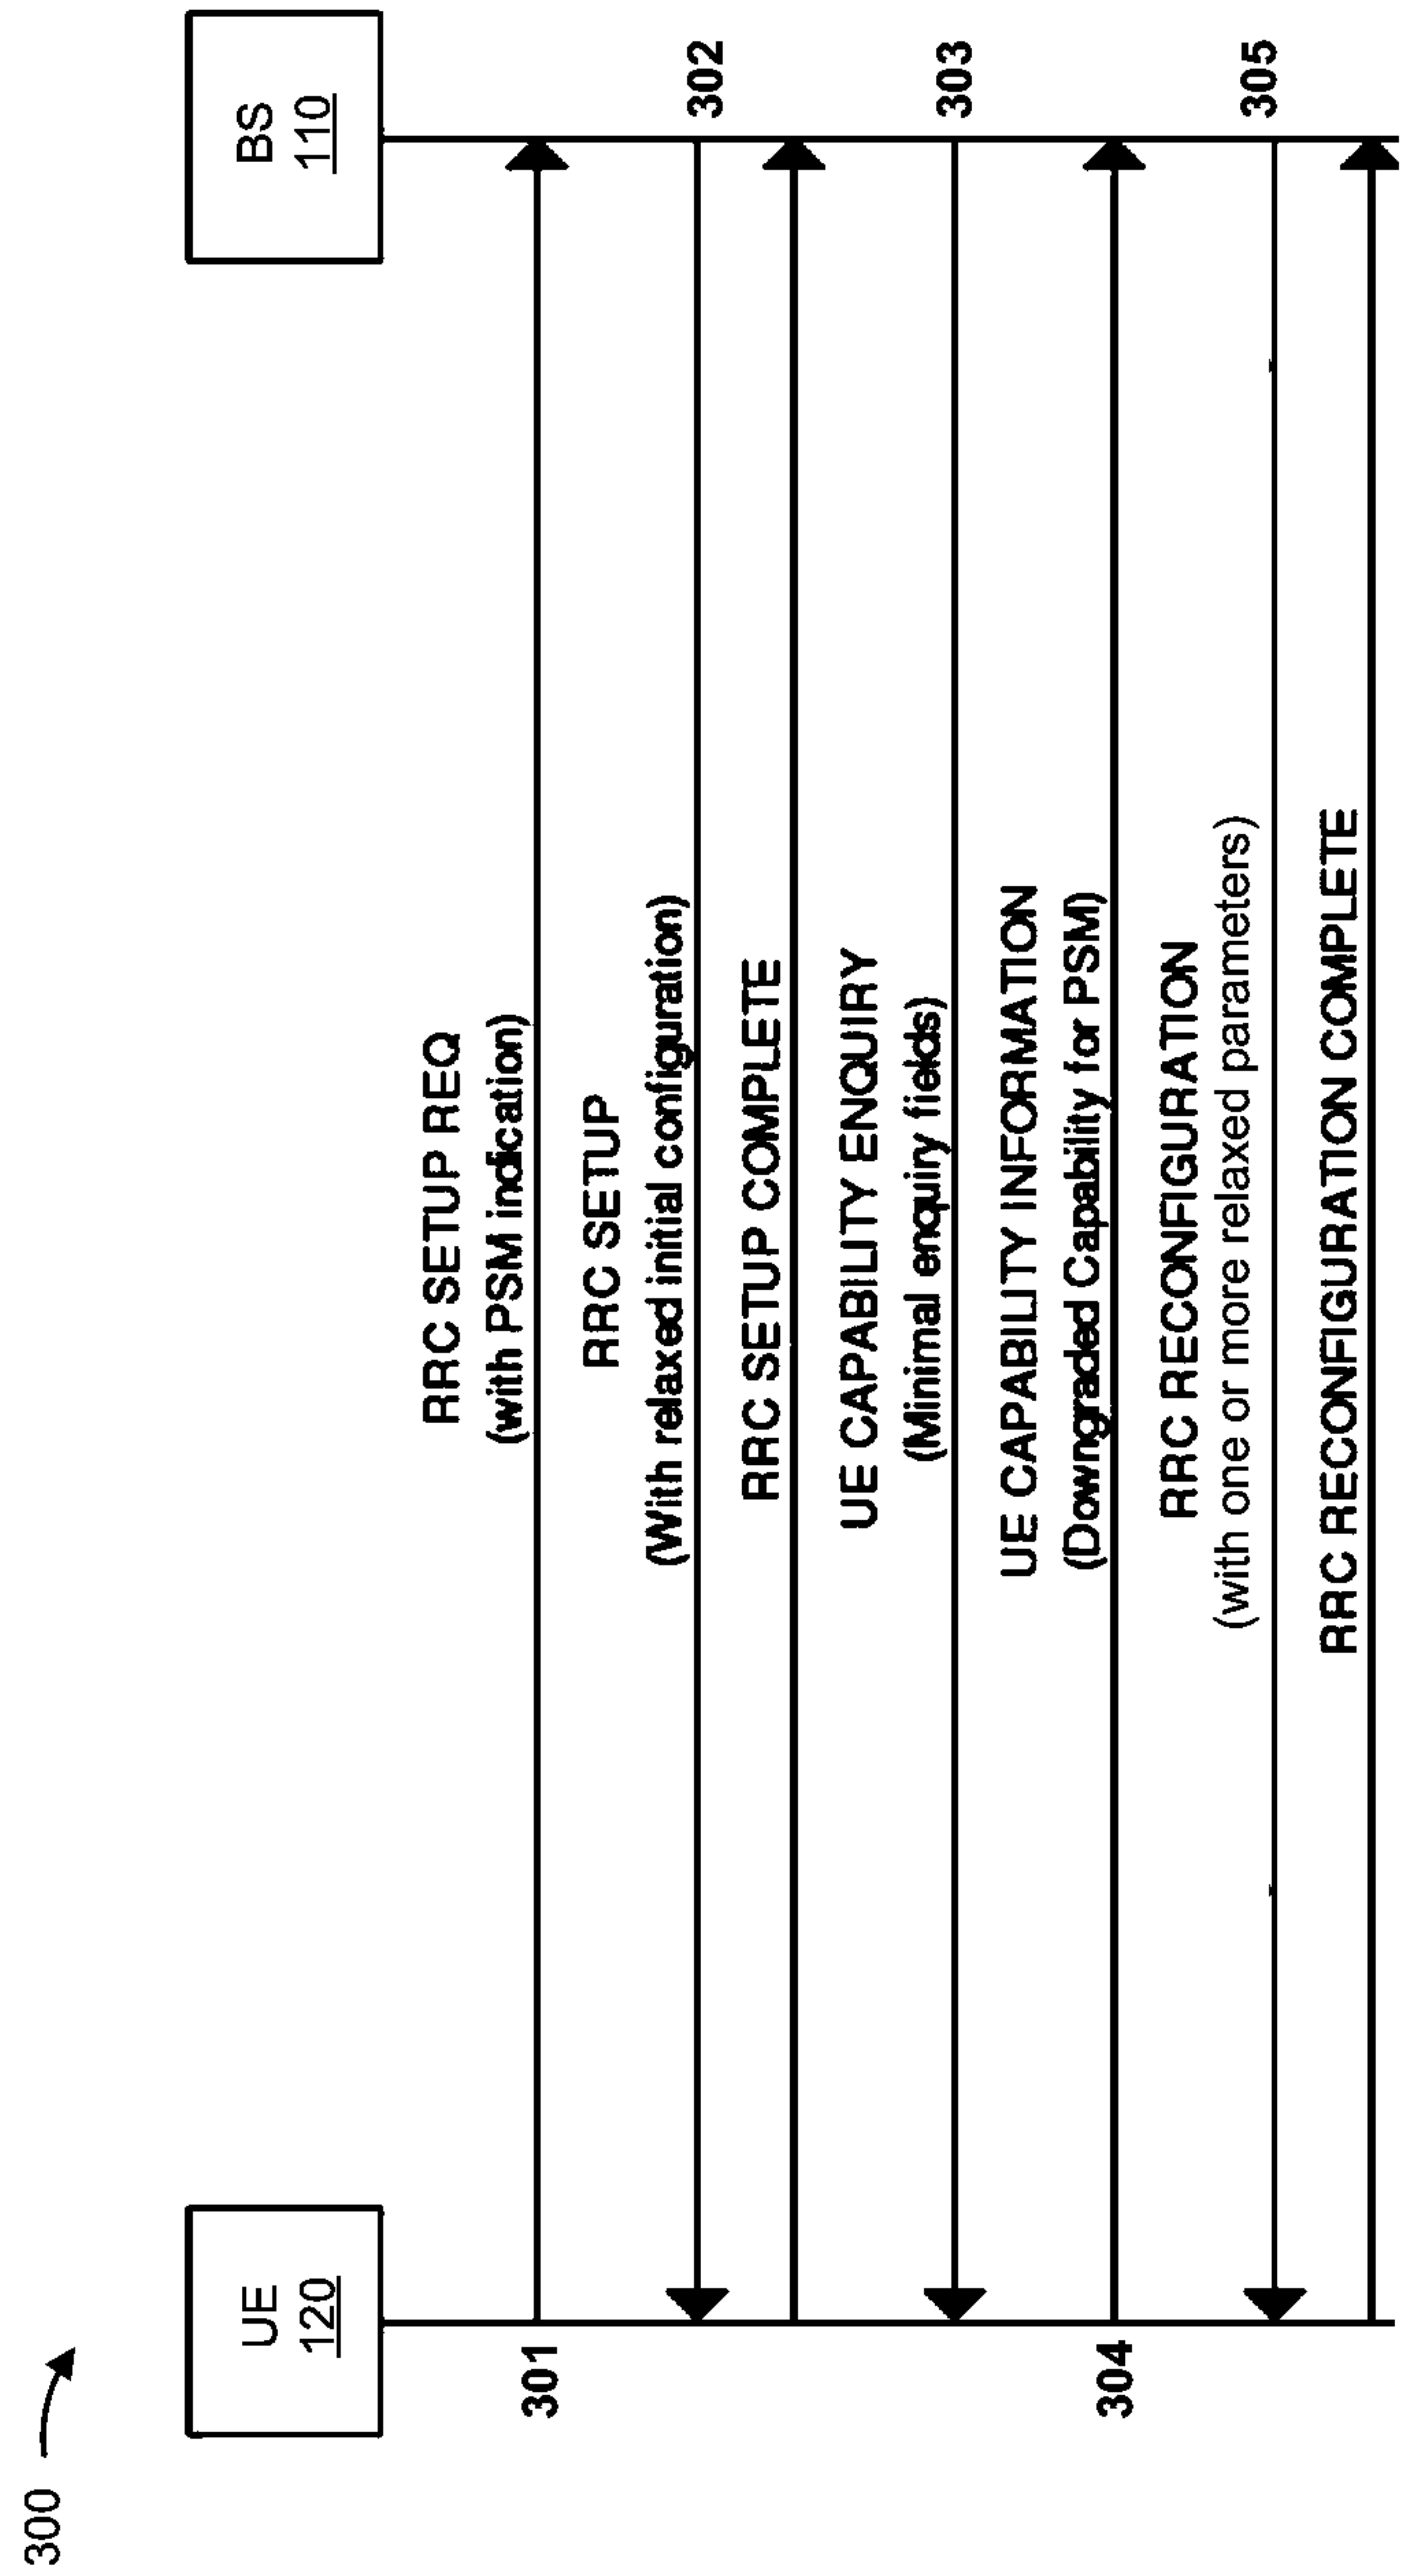 300
UE
120
BS
110
RRC SETUP REQ
(with PSM indication)
301
RRC SETUP
(With relaxed initial configuration)
302
RRC SETUP COMPLETE
UE CAPABILITY ENQUIRY
(Minimal enquiry fields)
303
UE CAPABILITY INFORMATION
(Downgraded Capability for PSM)
304
RRC RECONFIGURATION
(with one or more relaxed parameters)
305
RRC RECONFIGURATION COMPLETE